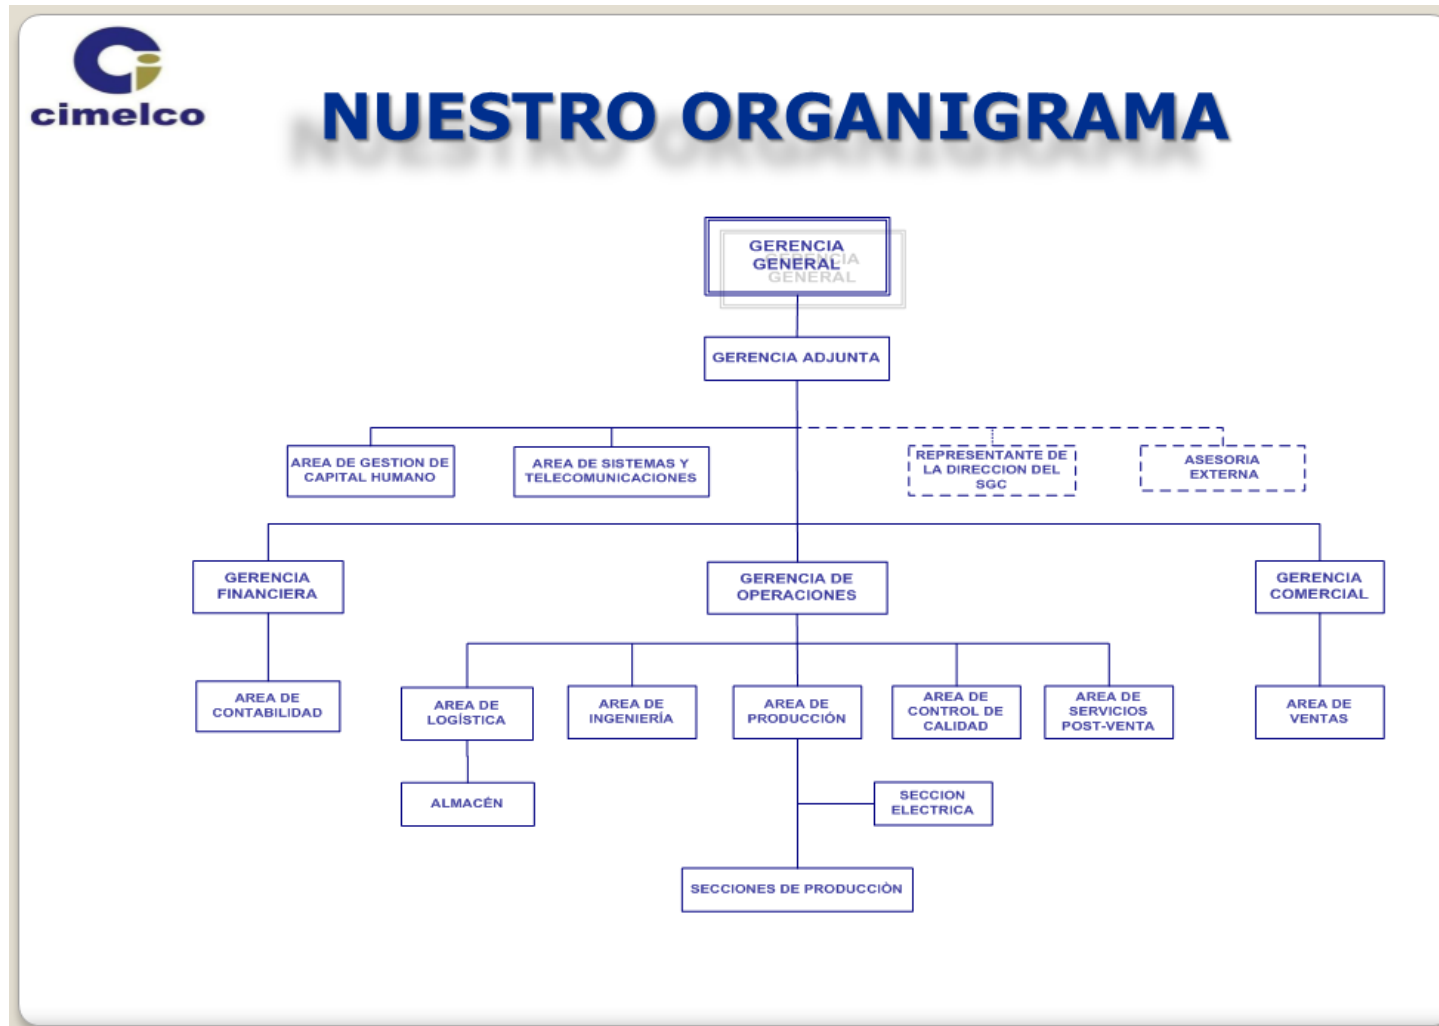 cimelco
NUESTRO ORGANIGRAMA
GERENCIA
GENERAL
GERENCIA ADJUNTA
AREA DE GESTION DE
CAPITAL HUMANO
AREA DE SISTEMAS Y
TELECOMUNICACIONES
REPRESENTANTE DE
LA DIRECCION DEL
SGC
ASESORIA
EXTERNA
GERENCIA
FINANCIERA
GERENCIA DE
OPERACIONES
GERENCIA
COMERCIAL
AREA DE
CONTABILIDAD
AREA DE
LOGÍSTICA
AREA DE
INGENIERÍA
AREA DE
PRODUCCIÓN
AREA DE
CONTROL DE
CALIDAD
AREA DE
SERVICIOS
POST-VENTA
AREA DE
VENTAS
ALMACÉN
SECCION
ELECTRICA
SECCIONES DE PRODUCCIÒN